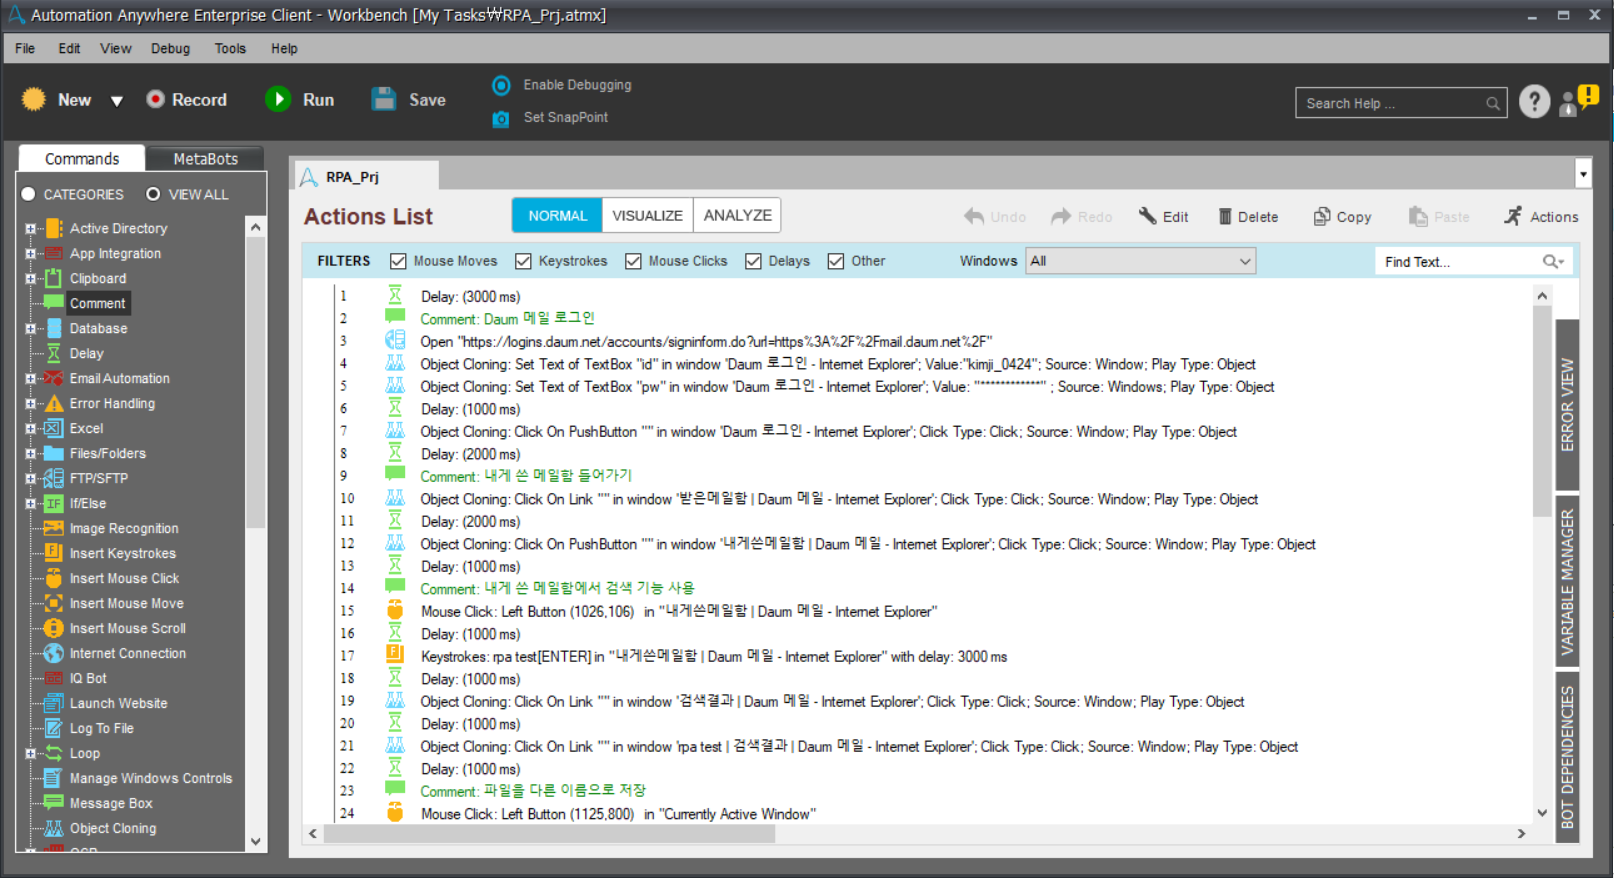 Automation Anywhere Enterprise Client - Workbench [My Tasks₩RPA_Prj.atmx]
File Edit View Debug Tools Help
New Record Run Save
Enable Debugging
Set SnapPoint
Search Help ...
Commands MetaBots
CATEGORIES VIEW ALL
Active Directory
App Integration
Clipboard
Comment
Database
Delay
Email Automation
Error Handling
Excel
Files/Folders
FTP/SFTP
If/Else
Image Recognition
Insert Keystrokes
Insert Mouse Click
Insert Mouse Move
Insert Mouse Scroll
Internet Connection
IQ Bot
Launch Website
Log To File
Loop
Manage Windows Controls
Message Box
Object Cloning
RPA_Prj
Actions List NORMAL VISUALIZE ANALYZE Undo Redo Edit Delete Copy Paste Actions
FILTERS Mouse Moves Keystrokes Mouse Clicks Delays Other Windows All Find Text...
1 Delay: (3000 ms)
2 Comment: Daum 메일 로그인
3 Open "https://logins.daum.net/accounts/signinform.do?url=https%3A%2F%2Fmail.daum.net%2F"
4 Object Cloning: Set Text of TextBox "id" in window 'Daum 로그인 - Internet Explorer'; Value:"kimji_0424"; Source: Window; Play Type: Object
5 Object Cloning: Set Text of TextBox "pw" in window 'Daum 로그인 - Internet Explorer'; Value: "************" ; Source: Windows; Play Type: Object
6 Delay: (1000 ms)
7 Object Cloning: Click On PushButton "" in window 'Daum 로그인 - Internet Explorer'; Click Type: Click; Source: Window; Play Type: Object
8 Delay: (2000 ms)
9 Comment: 내게 쓴 메일함 들어가기
10 Object Cloning: Click On Link "" in window '받은메일함 | Daum 메일 - Internet Explorer'; Click Type: Click; Source: Window; Play Type: Object
11 Delay: (2000 ms)
12 Object Cloning: Click On PushButton "" in window '내게쓴메일함 | Daum 메일 - Internet Explorer'; Click Type: Click; Source: Window; Play Type: Object
13 Delay: (1000 ms)
14 Comment: 내게 쓴 메일함에서 검색 기능 사용
15 Mouse Click: Left Button (1026,106) in "내게쓴메일함 | Daum 메일 - Internet Explorer"
16 Delay: (1000 ms)
17 Keystrokes: rpa test[ENTER] in "내게쓴메일함 | Daum 메일 - Internet Explorer" with delay: 3000 ms
18 Delay: (1000 ms)
19 Object Cloning: Click On Link "" in window '검색결과 | Daum 메일 - Internet Explorer'; Click Type: Click; Source: Window; Play Type: Object
20 Delay: (1000 ms)
21 Object Cloning: Click On Link "" in window 'rpa test | 검색결과 | Daum 메일 - Internet Explorer'; Click Type: Click; Source: Window; Play Type: Object
22 Delay: (1000 ms)
23 Comment: 파일을 다른 이름으로 저장
24 Mouse Click: Left Button (1125,800) in "Currently Active Window"
ERROR VIEW
VARIABLE MANAGER
BOT DEPENDENCIES